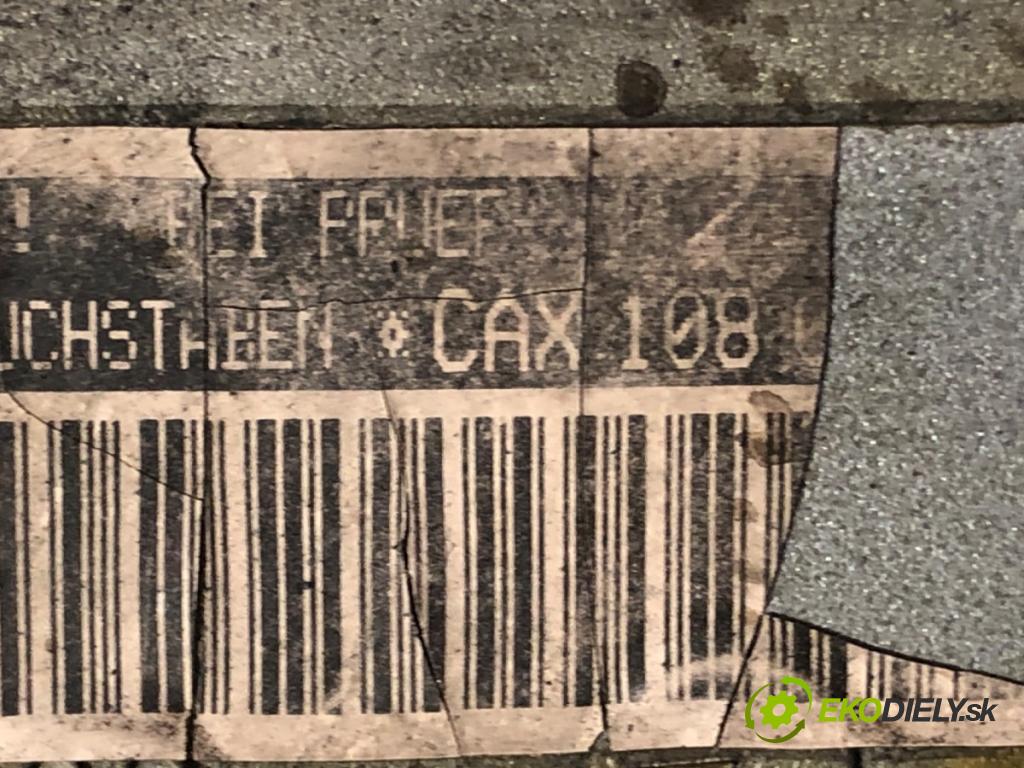 ! BEI PRUEF-
UCHSTABEN * CAX 108
EKODIELY.sk